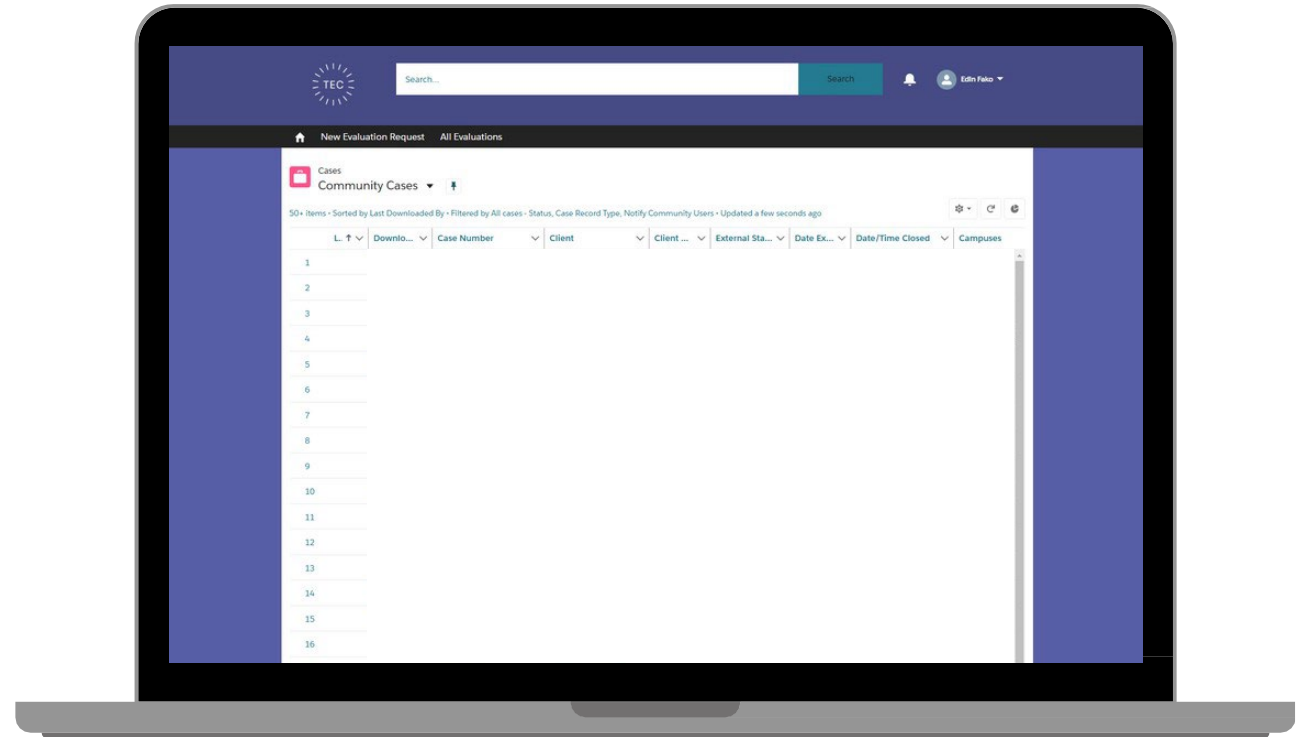 TEC
Search...
Search
Edin Fako
New Evaluation Request All Evaluations
Cases
Community Cases
50+ items • Sorted by Last Downloaded By • Filtered by All cases - Status, Case Record Type, Notify Community Users • Updated a few seconds ago
L. Downlo... Case Number Client Client ... External Sta... Date Ex... Date/Time Closed Campuses
1
2
3
4
5
6
7
8
9
10
11
12
13
14
15
16